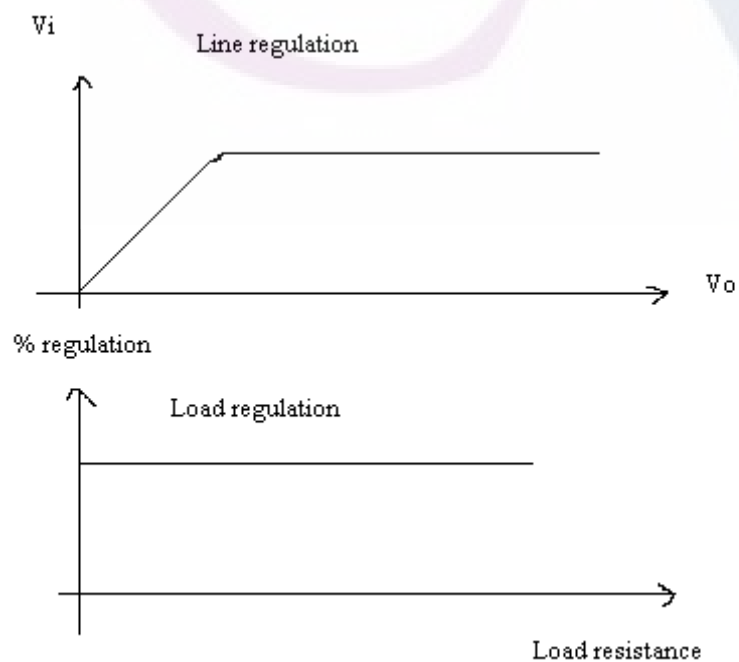 Vi
Line regulation
Vo
% regulation
Load regulation
Load resistance